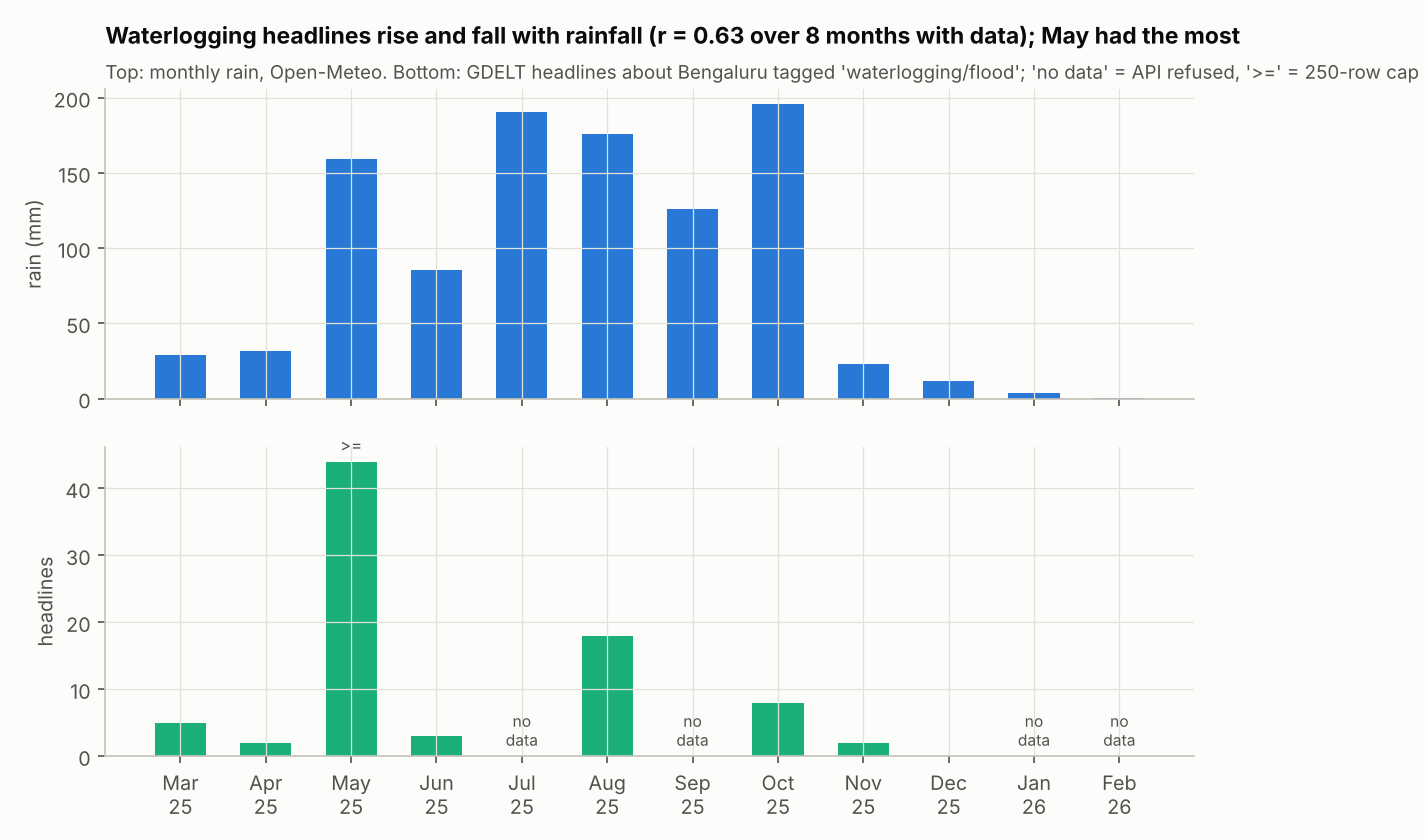 Waterlogging headlines rise and fall with rainfall (r = 0.63 over 8 months with data); May had the most
Top: monthly rain, Open-Meteo. Bottom: GDELT headlines about Bengaluru tagged 'waterlogging/flood'; 'no data' = API refused, '>=' = 250-row cap
200
150
100
50
0
rain (mm)
>=
40
30
20
10
0
headlines
no
data
no
data
no
data
no
data
Mar
25
Apr
25
May
25
Jun
25
Jul
25
Aug
25
Sep
25
Oct
25
Nov
25
Dec
25
Jan
26
Feb
26